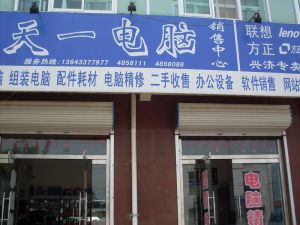 天一电脑
销售中心
联想 leno
方正
兴济专卖
服务热线: 13643377977 4856111 4858088
组装电脑 配件耗材 电脑精修 二手收售 办公设备 软件销售 网站
电脑精